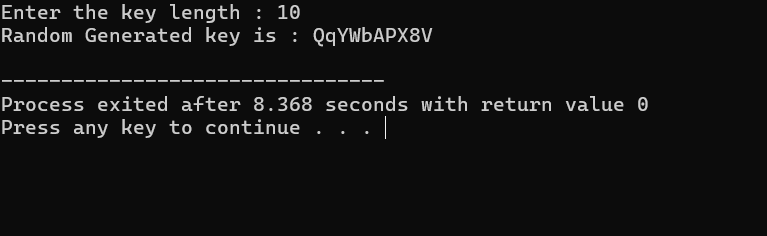 Enter the key length : 10
Random Generated key is : QqYWbAPX8V
--------------------------------
Process exited after 8.368 seconds with return value 0
Press any key to continue . . .